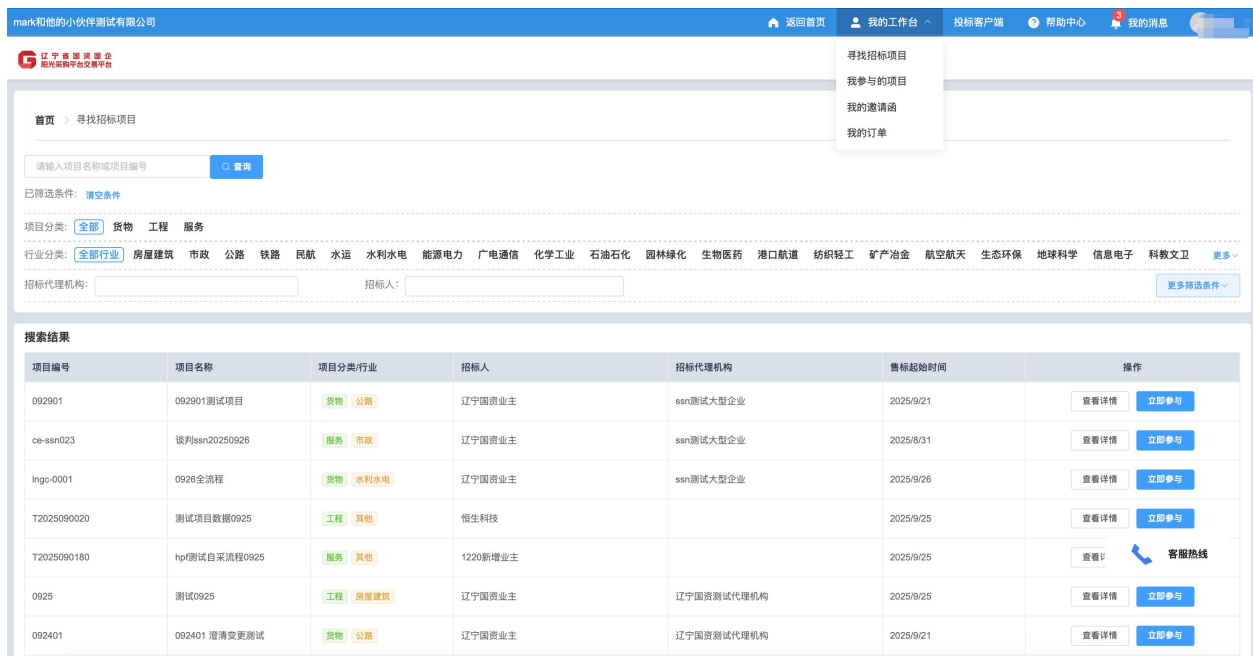 mark和他的小伙伴测试有限公司 返回首页 我的工作台 投标客户端 帮助中心 3 我的消息
辽宁省国资国企
阳光采购平台交易平台
寻找招标项目
我参与的项目
我的邀请函
我的订单
首页 > 寻找招标项目
请输入项目名称或项目编号 查询
已筛选条件: 清空条件
项目分类: 全部 货物 工程 服务
行业分类: 全部行业 房屋建筑 市政 公路 铁路 民航 水运 水利水电 能源电力 广电通信 化学工业 石油石化 园林绿化 生物医药 港口航道 纺织轻工 矿产冶金 航空航天 生态环保 地球科学 信息电子 科教文卫 更多
招标代理机构: 招标人: 更多筛选条件
搜索结果
项目编号 项目名称 项目分类/行业 招标人 招标代理机构 售标起始时间 操作
092901 092901测试项目 货物 公路 辽宁国资业主 ssn测试大型企业 2025/9/21 查看详情 立即参与
ce-ssn023 谈判ssn20250926 服务 市政 辽宁国资业主 ssn测试大型企业 2025/8/31 查看详情 立即参与
lngc-0001 0926全流程 货物 水利水电 辽宁国资业主 ssn测试大型企业 2025/9/26 查看详情 立即参与
T2025090020 测试项目数据0925 工程 其他 恒生科技 2025/9/25 查看详情 立即参与
T2025090180 hpf测试自采流程0925 服务 其他 1220新增业主 2025/9/25 查看 客服热线
0925 测试0925 工程 房屋建筑 辽宁国资业主 辽宁国资测试代理机构 2025/9/25 查看详情 立即参与
092401 092401 澄清变更测试 货物 公路 辽宁国资业主 辽宁国资测试代理机构 2025/9/21 查看详情 立即参与